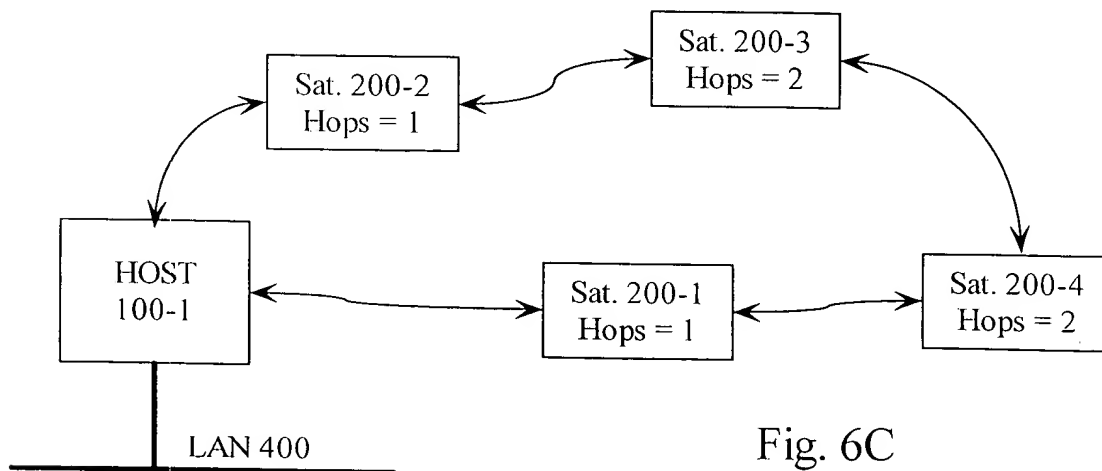 Sat. 200-3
Hops = 2
Sat. 200-2
Hops = 1
HOST
100-1
Sat. 200-1
Hops = 1
Sat. 200-4
Hops = 2
LAN 400
Fig. 6C